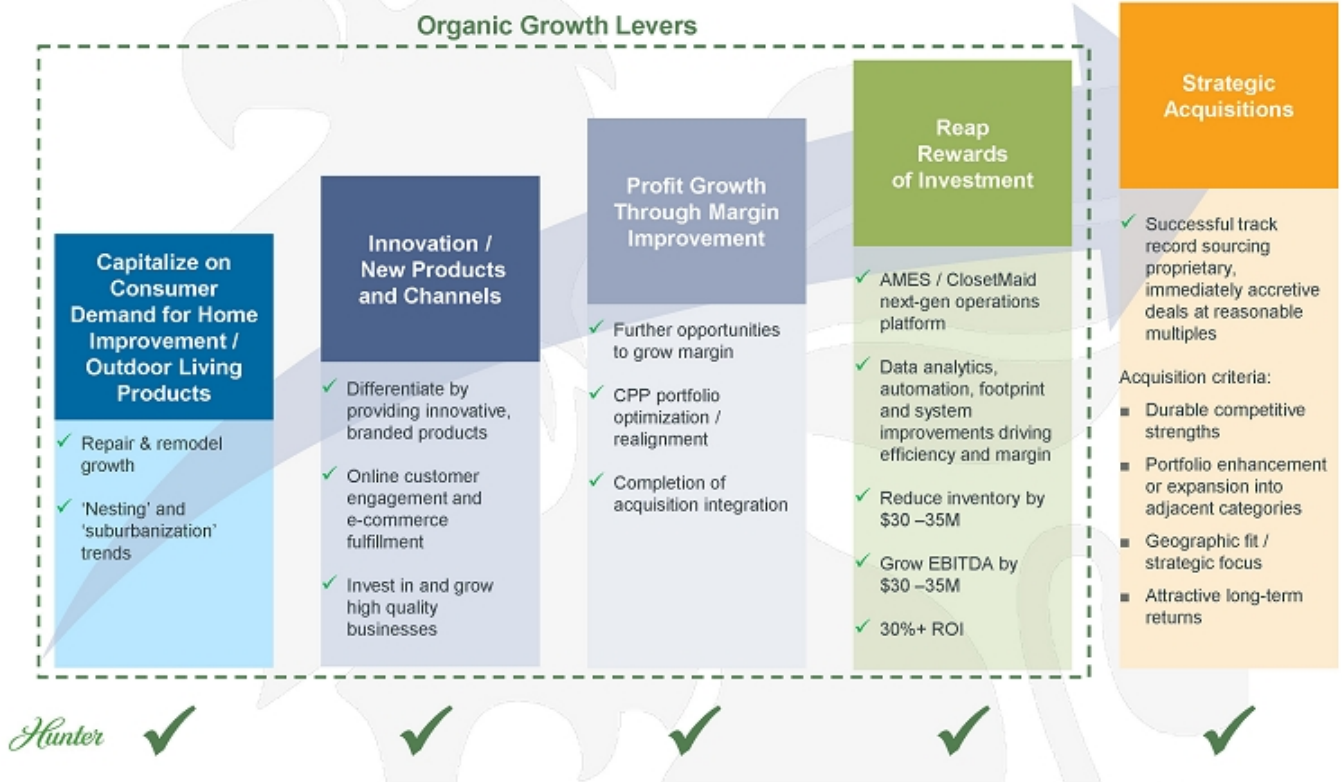 Organic Growth Levers
Capitalize on
Consumer
Demand for Home
Improvement /
Outdoor Living
Products
Repair & remodel
growth
‘Nesting’ and
‘suburbanization’
trends
Innovation /
New Products
and Channels
Differentiate by
providing innovative,
branded products
Online customer
engagement and
e-commerce
fulfillment
Invest in and grow
high quality
businesses
Profit Growth
Through Margin
Improvement
Further opportunities
to grow margin
CPP portfolio
optimization /
realignment
Completion of
acquisition integration
Reap
Rewards
of Investment
AMES / ClosetMaid
next-gen operations
platform
Data analytics,
automation, footprint
and system
improvements driving
efficiency and margin
Reduce inventory by
$30 –35M
Grow EBITDA by
$30 –35M
30%+ ROI
Strategic
Acquisitions
Successful track
record sourcing
proprietary,
immediately accretive
deals at reasonable
multiples
Acquisition criteria:
Durable competitive
strengths
Portfolio enhancement
or expansion into
adjacent categories
Geographic fit /
strategic focus
Attractive long-term
returns
Hunter